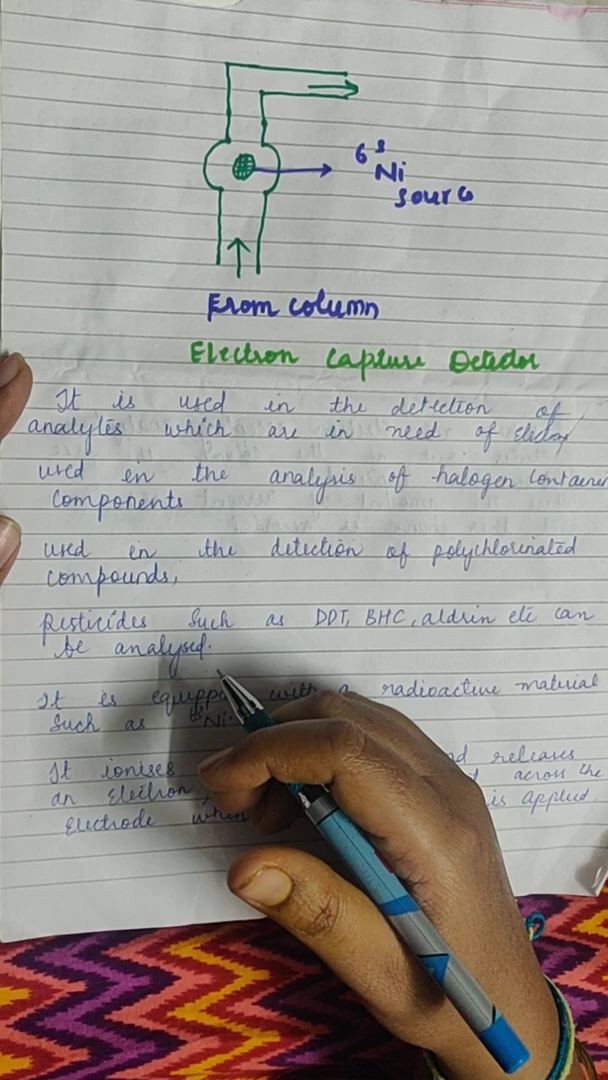 63
Ni
source
From column
Electron Capture Detector
It is used in the detection of
analytes which are in need of
used in the analysis of halogen
components
used in the detection of polychlorinated
compounds,
Pesticides such as DDT, BHC, aldrin etc can
be analysed.
It is with a radioactive material
such as Ni
It ionises releases
an Electron across the
Electrode when is applied.